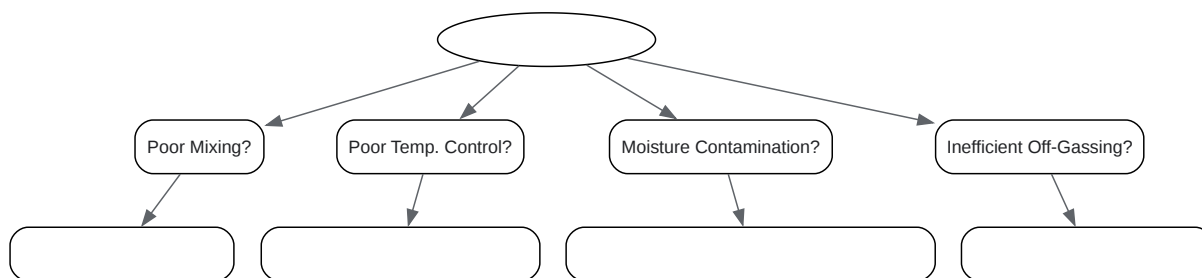 Poor Mixing?
Poor Temp. Control?
Moisture Contamination?
Inefficient Off-Gassing?